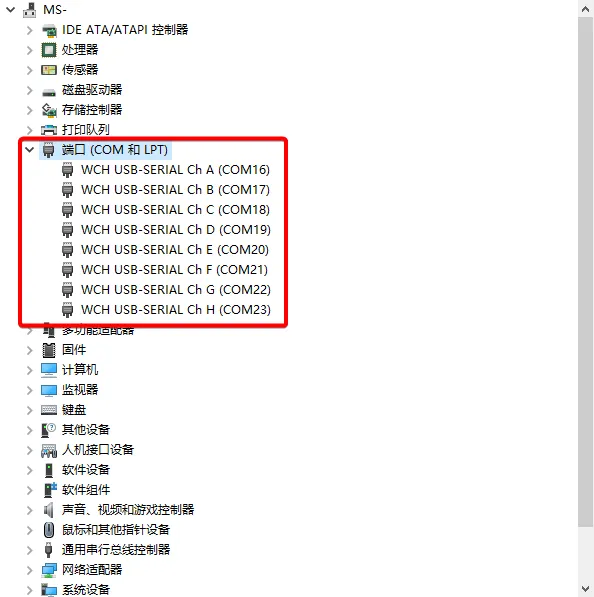 MS-
IDE ATA/ATAPI 控制器
处理器
传感器
磁盘驱动器
存储控制器
打印队列
端口 (COM 和 LPT)
WCH USB-SERIAL Ch A (COM16)
WCH USB-SERIAL Ch B (COM17)
WCH USB-SERIAL Ch C (COM18)
WCH USB-SERIAL Ch D (COM19)
WCH USB-SERIAL Ch E (COM20)
WCH USB-SERIAL Ch F (COM21)
WCH USB-SERIAL Ch G (COM22)
WCH USB-SERIAL Ch H (COM23)
多功能适配器
固件
计算机
监视器
键盘
其他设备
人机接口设备
软件设备
软件组件
声音、视频和游戏控制器
鼠标和其他指针设备
通用串行总线控制器
网络适配器
系统设备